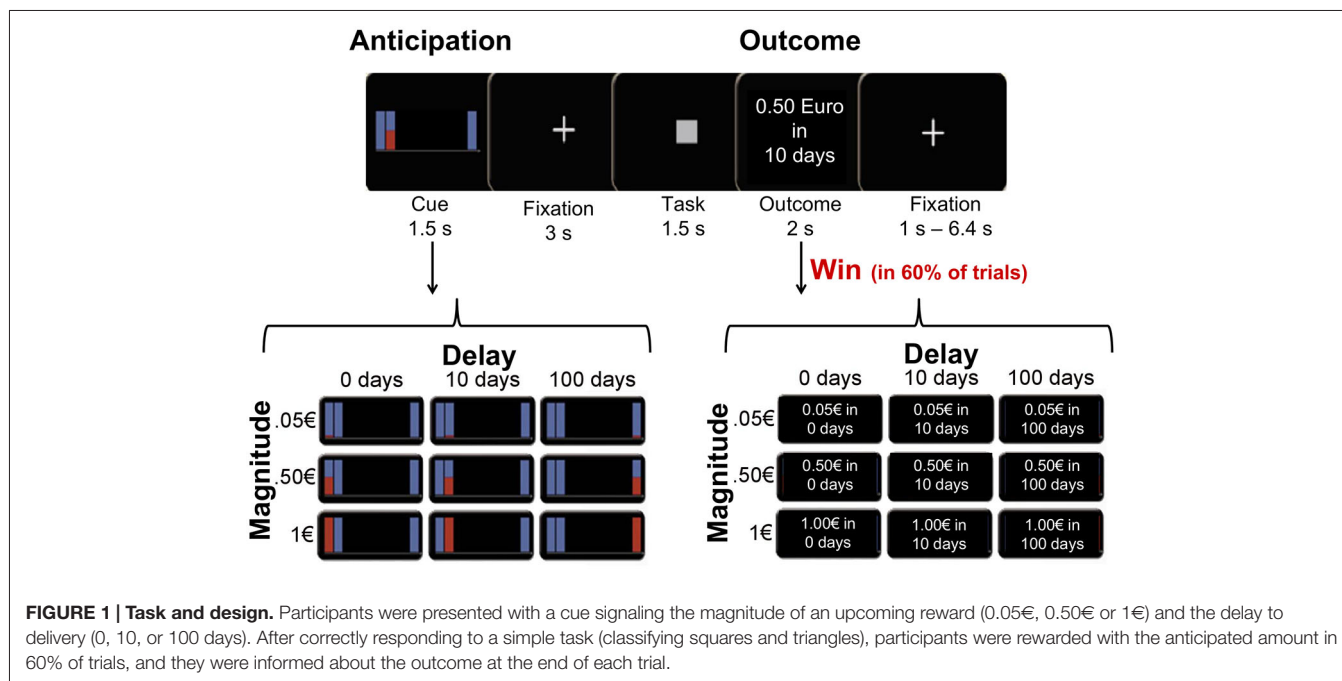 Anticipation Outcome
0.50 Euro
in
10 days
Cue Fixation Task Outcome Fixation
1.5 s 3 s 1.5 s 2 s 1 s – 6.4 s
Win (in 60% of trials)
Delay
0 days 10 days 100 days
Magnitude
.05€
.50€
1€
Delay
0 days 10 days 100 days
Magnitude
.05€
0.05€ in
0 days
0.05€ in
10 days
0.05€ in
100 days
.50€
0.50€ in
0 days
0.50€ in
10 days
0.50€ in
100 days
1€
1.00€ in
0 days
1.00€ in
10 days
1.00€ in
100 days
FIGURE 1 | Task and design. Participants were presented with a cue signaling the magnitude of an upcoming reward (0.05€, 0.50€ or 1€) and the delay to
delivery (0, 10, or 100 days). After correctly responding to a simple task (classifying squares and triangles), participants were rewarded with the anticipated amount in
60% of trials, and they were informed about the outcome at the end of each trial.